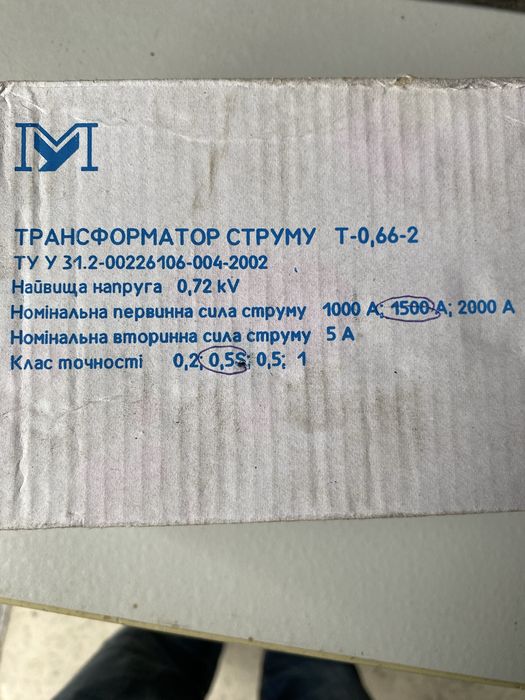 МУ
ТРАНСФОРМАТОР СТРУМУ Т-0,66-2
ТУ У 31.2-00226106-004-2002
Найвища напруга 0,72 kV
Номінальна первинна сила струму 1000 А; 1500 А; 2000 А
Номінальна вторинна сила струму 5 А
Клас точності 0,2; 0,5S; 0,5; 1